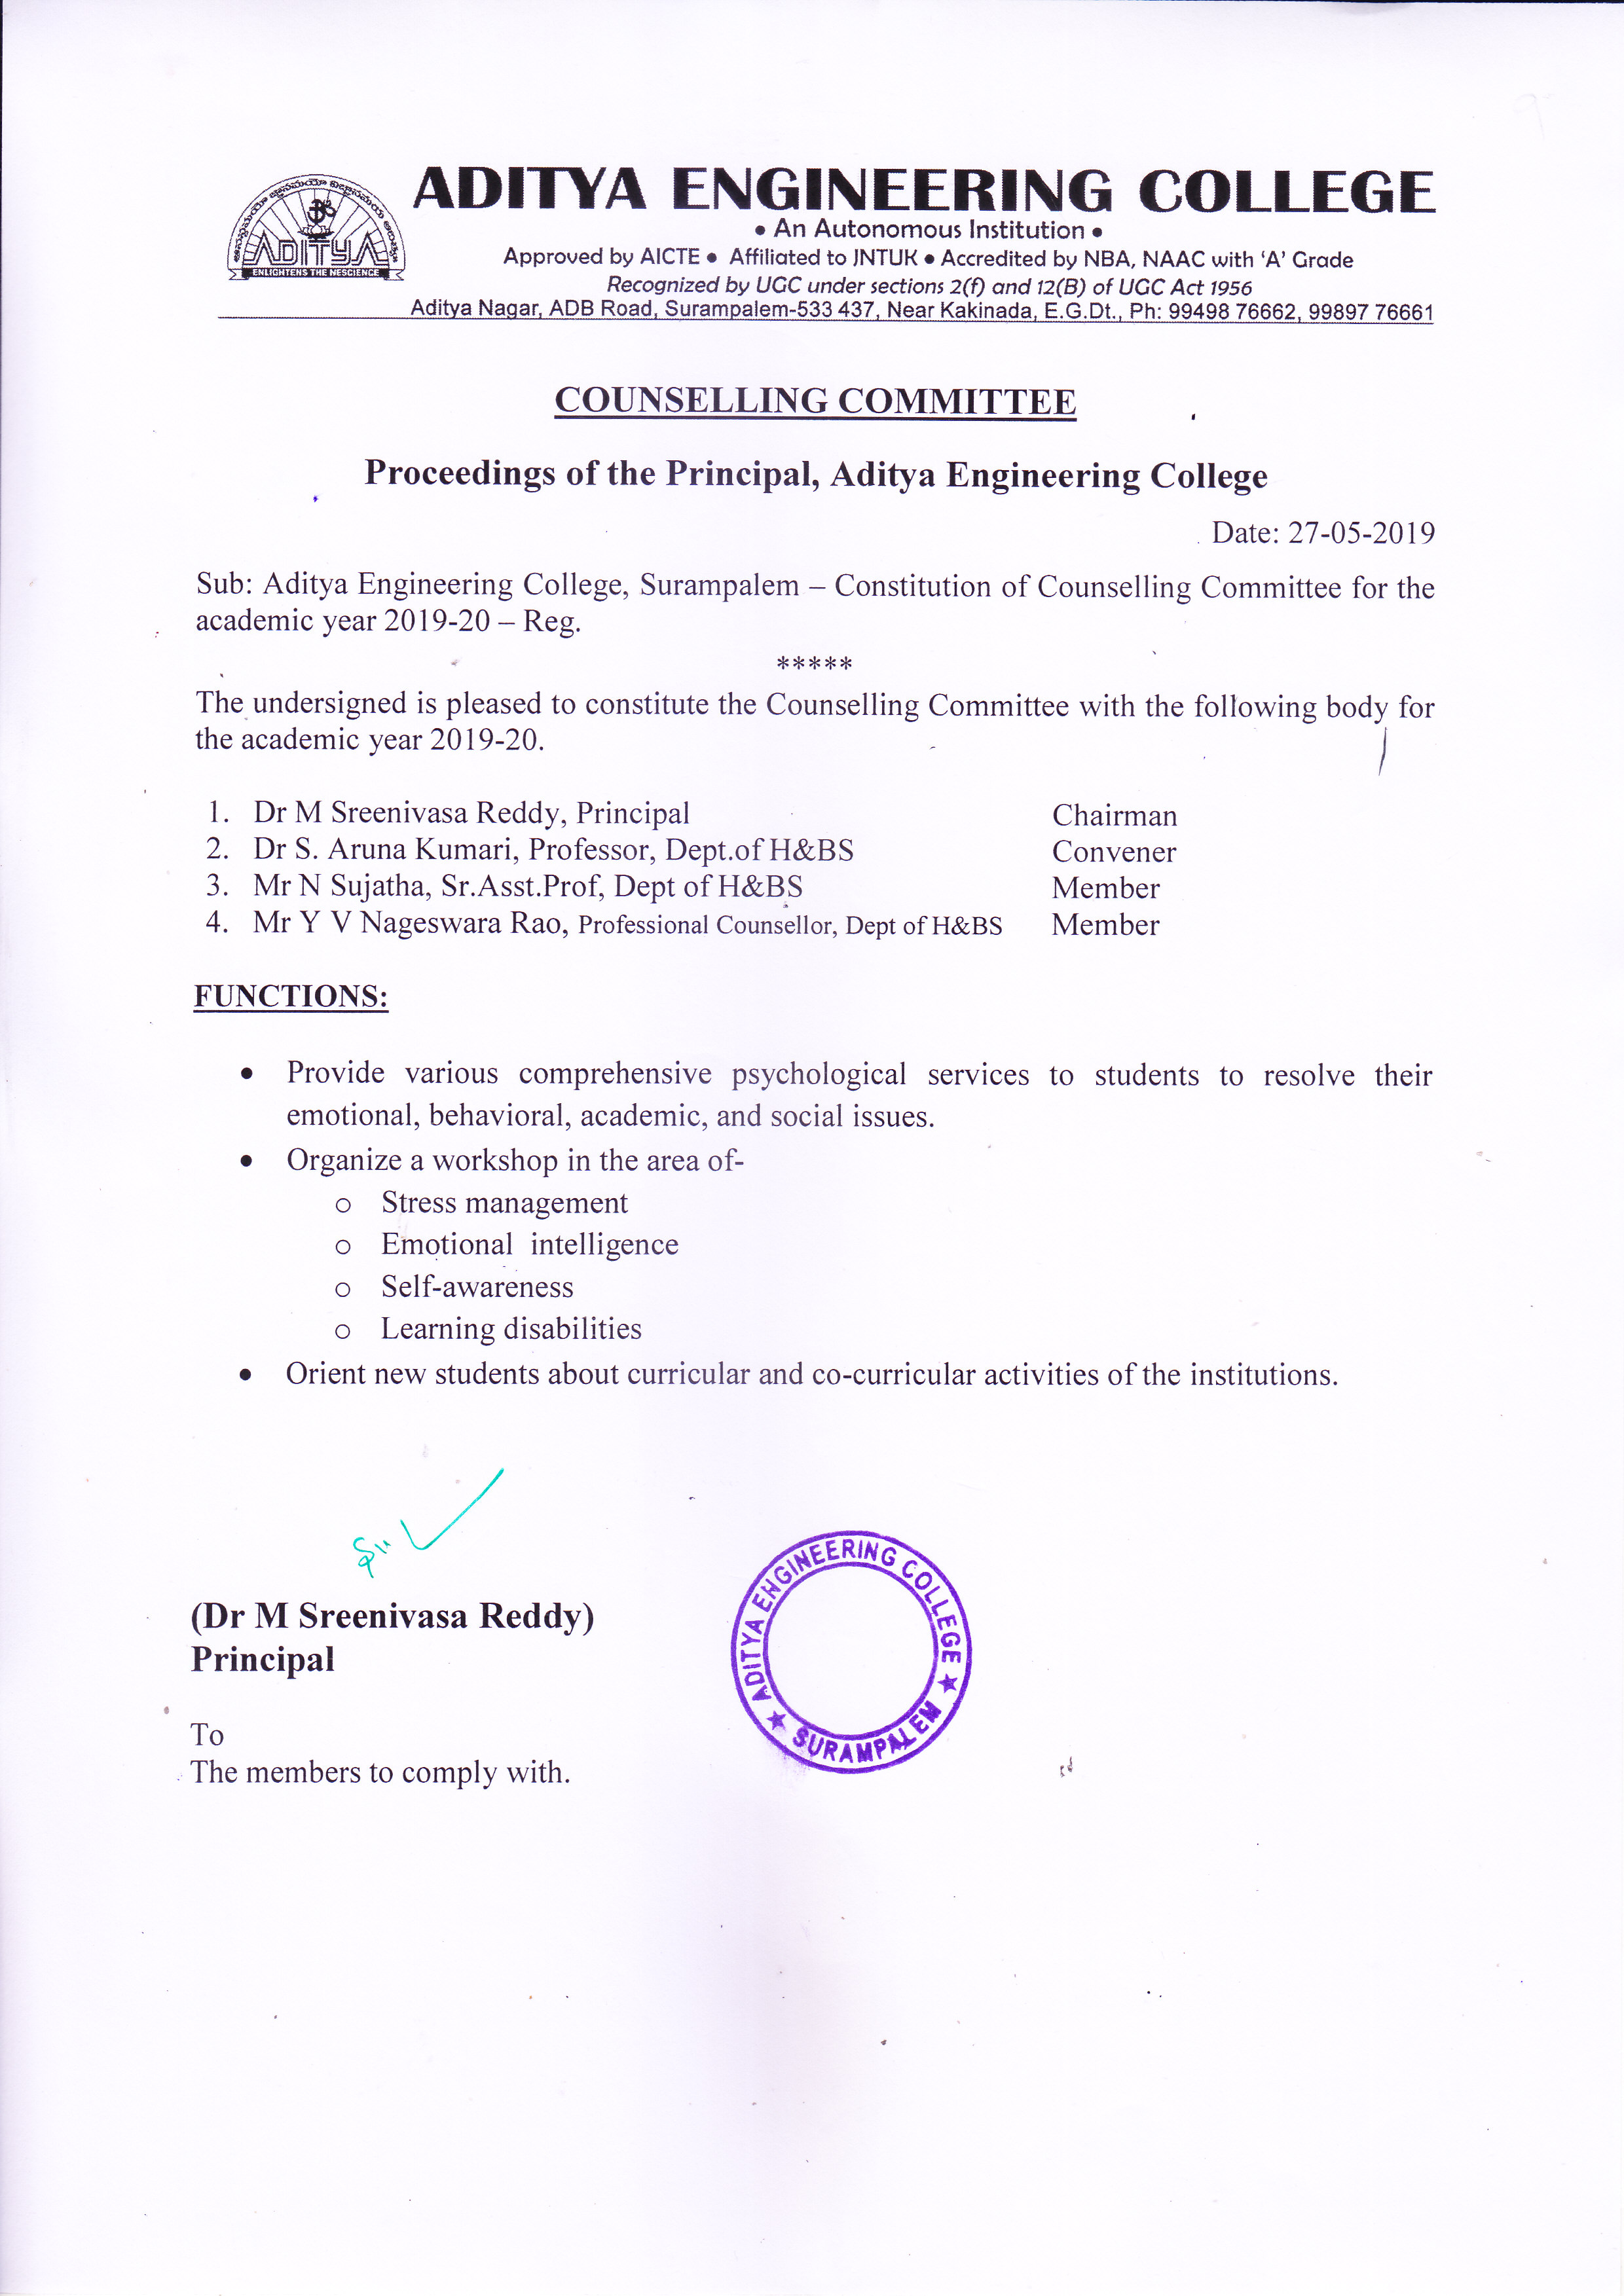 ADITYA ENGINEERING COLLEGE
• An Autonomous Institution •
Approved by AICTE • Affiliated to JNTUK • Accredited by NBA, NAAC with ‘A’ Grade
Recognized by UGC under sections 2(f) and 12(B) of UGC Act 1956
Aditya Nagar, ADB Road, Surampalem-533 437, Near Kakinada, E.G.Dt., Ph: 99498 76662, 99897 76661
ADITYA
ENLIGHTENS THE NESCIENCE
COUNSELLING COMMITTEE
Proceedings of the Principal, Aditya Engineering College
Date: 27-05-2019
Sub: Aditya Engineering College, Surampalem – Constitution of Counselling Committee for the
academic year 2019-20 – Reg.
*****
The undersigned is pleased to constitute the Counselling Committee with the following body for
the academic year 2019-20.
1. Dr M Sreenivasa Reddy, Principal Chairman
2. Dr S. Aruna Kumari, Professor, Dept.of H&BS Convener
3. Mr N Sujatha, Sr.Asst.Prof, Dept of H&BS Member
4. Mr Y V Nageswara Rao, Professional Counsellor, Dept of H&BS Member
FUNCTIONS:
• Provide various comprehensive psychological services to students to resolve their
emotional, behavioral, academic, and social issues.
• Organize a workshop in the area of-
o Stress management
o Emotional intelligence
o Self-awareness
o Learning disabilities
• Orient new students about curricular and co-curricular activities of the institutions.
(Dr M Sreenivasa Reddy)
Principal
ADITYA ENGINEERING COLLEGE
★ SURAMPALEM ★
To
The members to comply with.